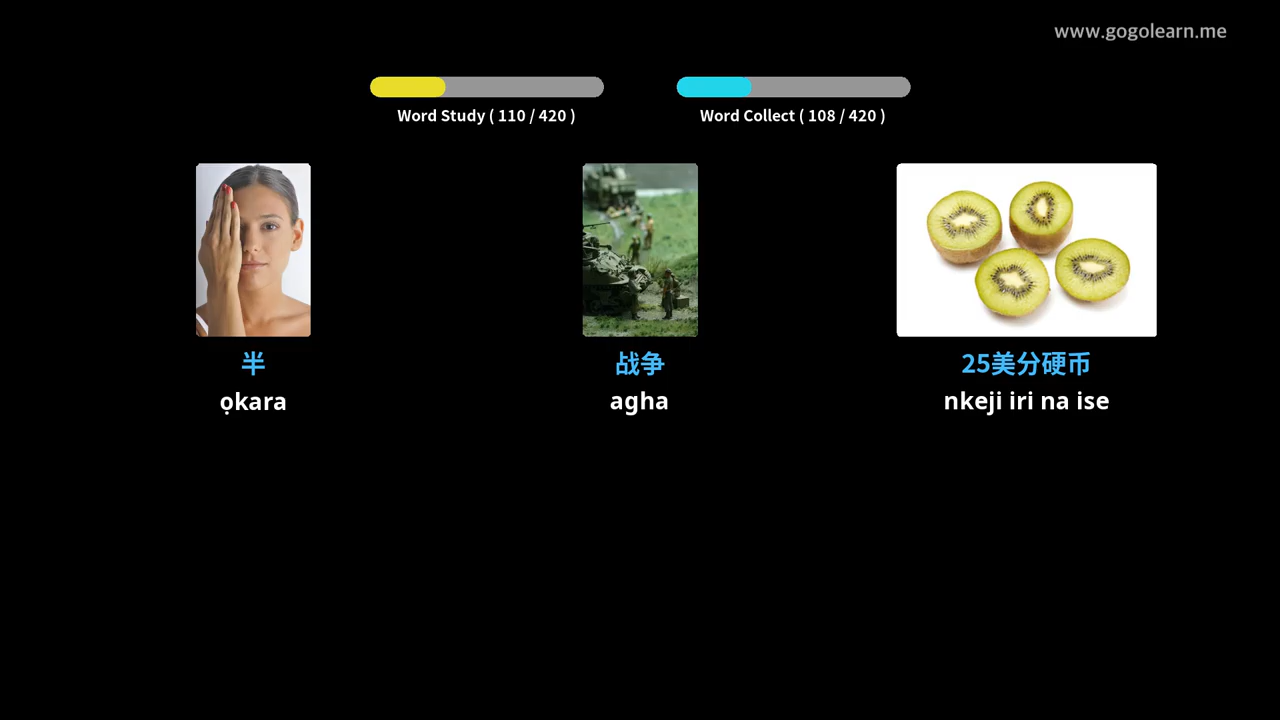 www.gogolearn.me
Word Study ( 110 / 420 )
Word Collect ( 108 / 420 )
半
ọkara
战争
agha
25美分硬币
nkeji iri na ise